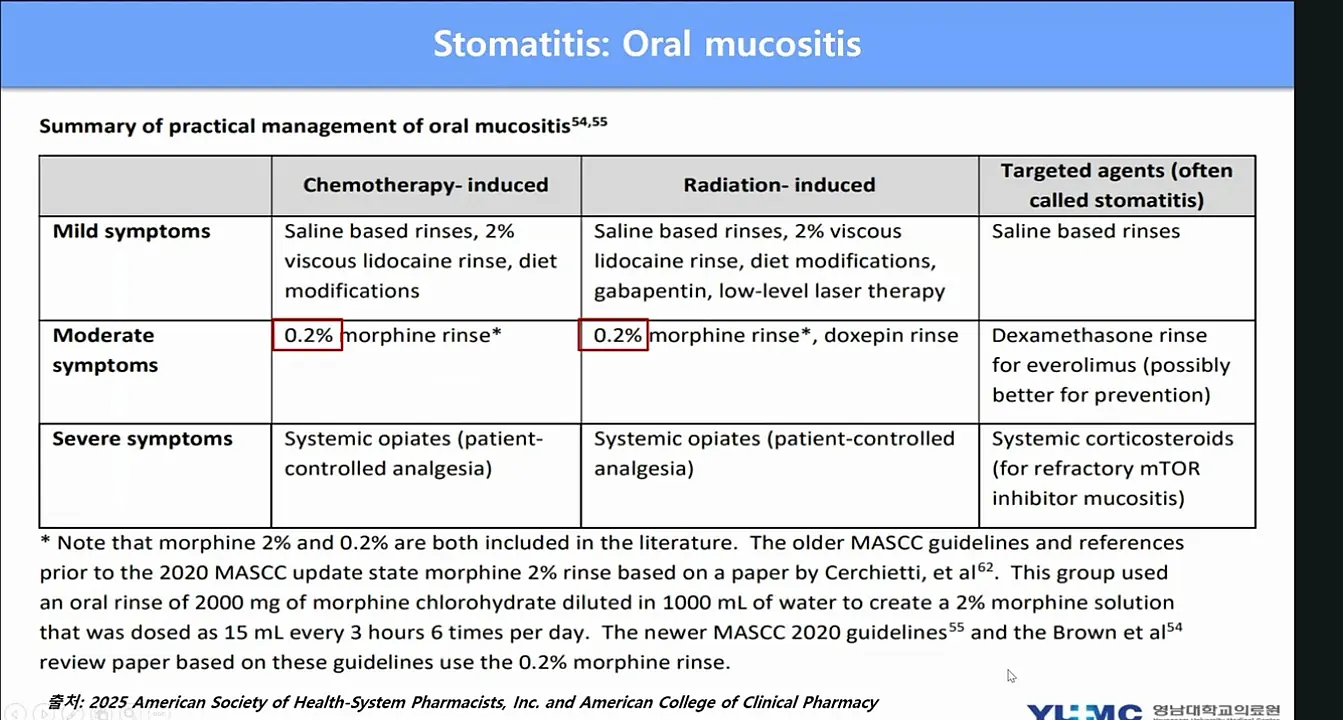 Stomatitis: Oral mucositis
Summary of practical management of oral mucositis54,55
Chemotherapy- induced
Radiation- induced
Targeted agents (often
called stomatitis)
Mild symptoms
Saline based rinses, 2%
viscous lidocaine rinse, diet
modifications
Saline based rinses, 2% viscous
lidocaine rinse, diet modifications,
gabapentin, low-level laser therapy
Saline based rinses
Moderate
symptoms
0.2% morphine rinse*
0.2% morphine rinse*, doxepin rinse
Dexamethasone rinse
for everolimus (possibly
better for prevention)
Severe symptoms
Systemic opiates (patient-
controlled analgesia)
Systemic opiates (patient-controlled
analgesia)
Systemic corticosteroids
(for refractory mTOR
inhibitor mucositis)
* Note that morphine 2% and 0.2% are both included in the literature.  The older MASCC guidelines and references
prior to the 2020 MASCC update state morphine 2% rinse based on a paper by Cerchietti, et al62.  This group used
an oral rinse of 2000 mg of morphine chlorohydrate diluted in 1000 mL of water to create a 2% morphine solution
that was dosed as 15 mL every 3 hours 6 times per day.  The newer MASCC 2020 guidelines55 and the Brown et al54
review paper based on these guidelines use the 0.2% morphine rinse.
출처: 2025 American Society of Health-System Pharmacists, Inc. and American College of Clinical Pharmacy
YUMC 영남대학교의료원